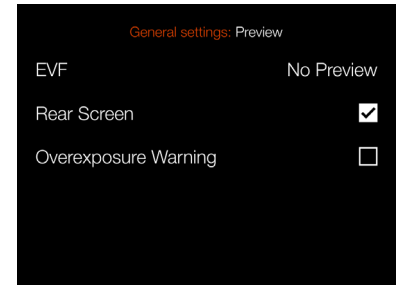 General settings: Preview
EVF No Preview
Rear Screen
Overexposure Warning